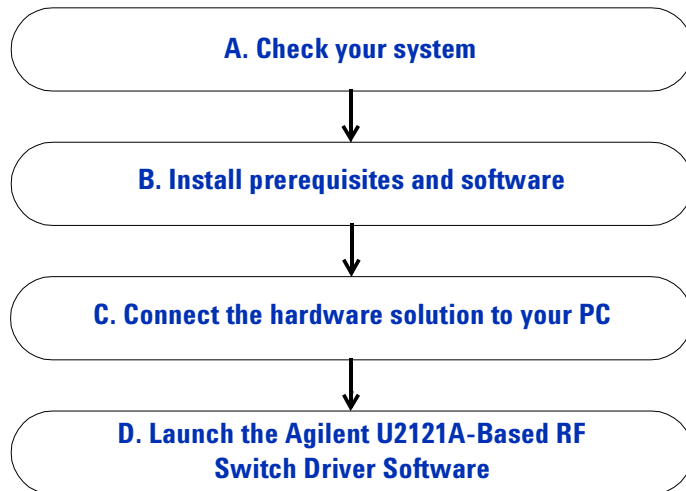 A. Check your system
B. Install prerequisites and software
C. Connect the hardware solution to your PC
D. Launch the Agilent U2121A-Based RF
Switch Driver Software